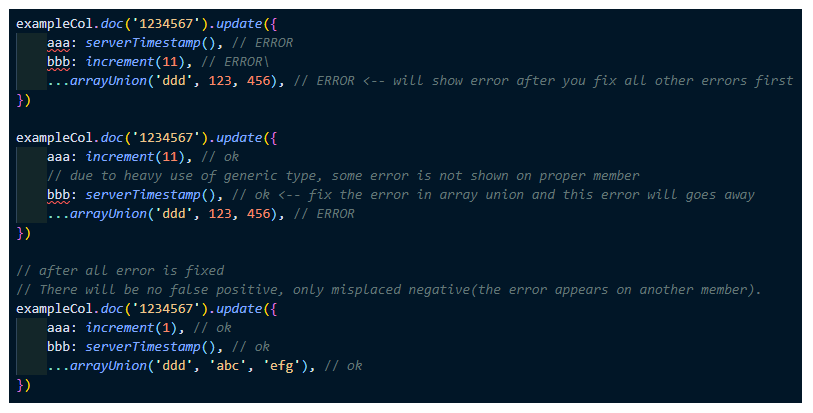 exampleCol.doc('1234567').update({
    aaa: serverTimestamp(), // ERROR
    bbb: increment(11), // ERROR\
    ...arrayUnion('ddd', 123, 456), // ERROR <-- will show error after you fix all other errors first
})

exampleCol.doc('1234567').update({
    aaa: increment(11), // ok
    // due to heavy use of generic type, some error is not shown on proper member
    bbb: serverTimestamp(), // ok <-- fix the error in array union and this error will goes away
    ...arrayUnion('ddd', 123, 456), // ERROR
})

// after all error is fixed
// There will be no false positive, only misplaced negative(the error appears on another member).
exampleCol.doc('1234567').update({
    aaa: increment(1), // ok
    bbb: serverTimestamp(), // ok
    ...arrayUnion('ddd', 'abc', 'efg'), // ok
})